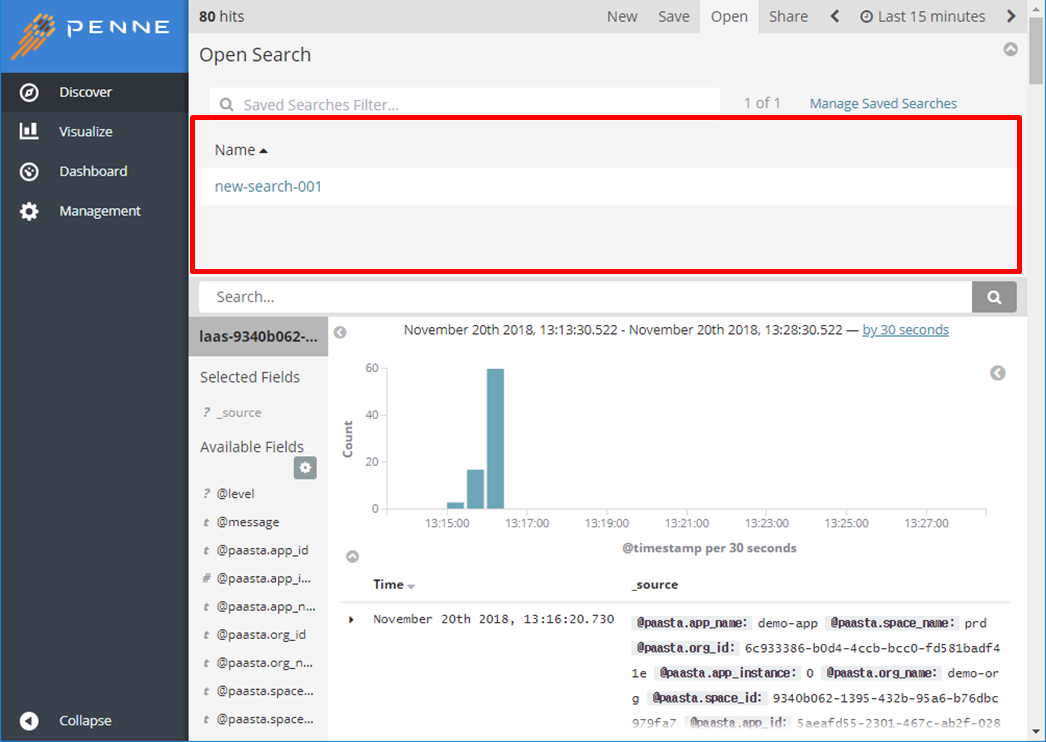 PENNE
Discover
Visualize
Dashboard
Management
Collapse
80 hits New Save Open Share Last 15 minutes
Open Search
Saved Searches Filter... 1 of 1 Manage Saved Searches
Name
new-search-001
Search...
laas-9340b062-...
Selected Fields
? _source
Available Fields
? @level
t @message
t @paasta.app_id
# @paasta.app_i...
t @paasta.app_n...
t @paasta.org_id
t @paasta.org_n...
t @paasta.space...
t @paasta.space...
November 20th 2018, 13:13:30.522 - November 20th 2018, 13:28:30.522 — by 30 seconds
60
40
20
0
Count
13:15:00 13:17:00 13:19:00 13:21:00 13:23:00 13:25:00 13:27:00
@timestamp per 30 seconds
Time _source
November 20th 2018, 13:16:20.730 @paasta.app_name: demo-app @paasta.space_name: prd
@paasta.org_id: 6c933386-b0d4-4ccb-bcc0-fd581badf4
1e @paasta.app_instance: 0 @paasta.org_name: demo-or
g @paasta.space_id: 9340b062-1395-432b-95a6-b76dbc
979fa7 @paasta.app_id: 5aeafd55-2301-467c-ab2f-028